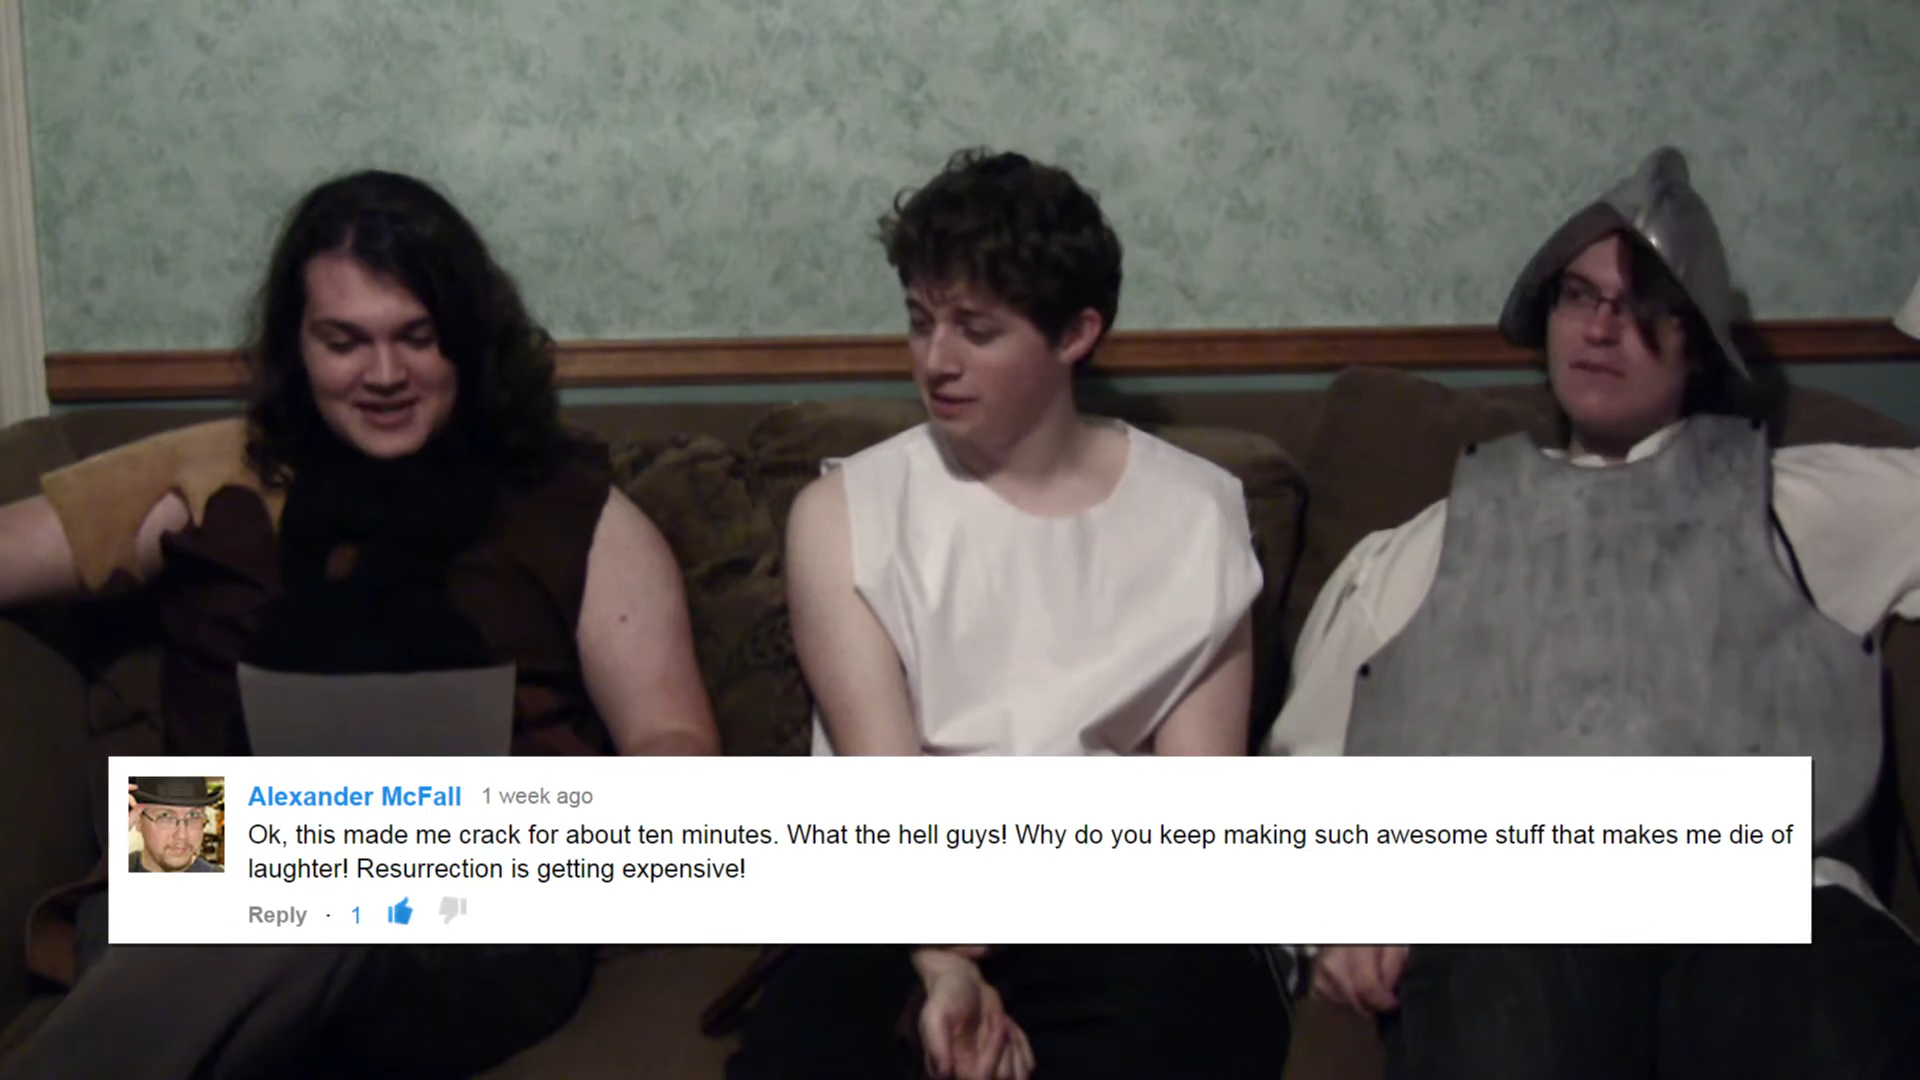 Alexander McFall 1 week ago
Ok, this made me crack for about ten minutes. What the hell guys! Why do you keep making such awesome stuff that makes me die of
laughter! Resurrection is getting expensive!
Reply · 1